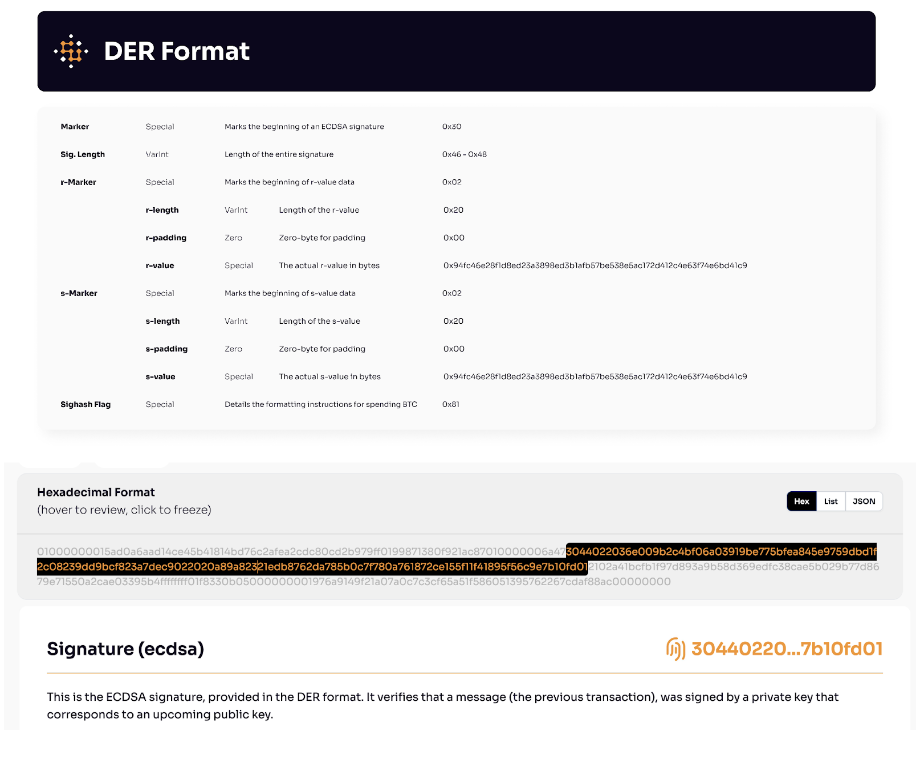 DER Format
Marker Special Marks the beginning of an ECDSA signature 0x30
Sig. Length VarInt Length of the entire signature 0x46 - 0x48
r-Marker Special Marks the beginning of r-value data 0x02
r-length VarInt Length of the r-value 0x20
r-padding Zero Zero-byte for padding 0x00
r-value Special The actual r-value in bytes 0x94fc46e28f1d8ed23a3898ed3b1afb57be538e5ac172d412c4e63f74e6bd41c9
s-Marker Special Marks the beginning of s-value data 0x02
s-length VarInt Length of the s-value 0x20
s-padding Zero Zero-byte for padding 0x00
s-value Special The actual s-value in bytes 0x94fc46e28f1d8ed23a3898ed3b1afb57be538e5ac172d412c4e63f74e6bd41c9
Sighash Flag Special Details the formatting instructions for spending BTC 0x81
Hexadecimal Format
(hover to review, click to freeze)
Hex List JSON
01000000015ad0a6aad14ce45b41814bd76c2afea2cdc80cd2b979ff0199871380f921ac87010000006a473044022036e009b2c4bf06a03919be775bfea845e9759dbd1f
2c08239dd9bcf823a7dec9022020a89a82321edb8762da785b0c7f780a761872ce155f11f41895f56c9e7b10fd012102a41bcfb1f97d893a9b58d369edfc38cae5b029b77d86
79e71550a2cae03395b4ffffffff01f8330b05000000001976a9149f21a07a0c7c3cf65a51f586051395762267cdaf88ac00000000
Signature (ecdsa)
30440220...7b10fd01
This is the ECDSA signature, provided in the DER format. It verifies that a message (the previous transaction), was signed by a private key that
corresponds to an upcoming public key.